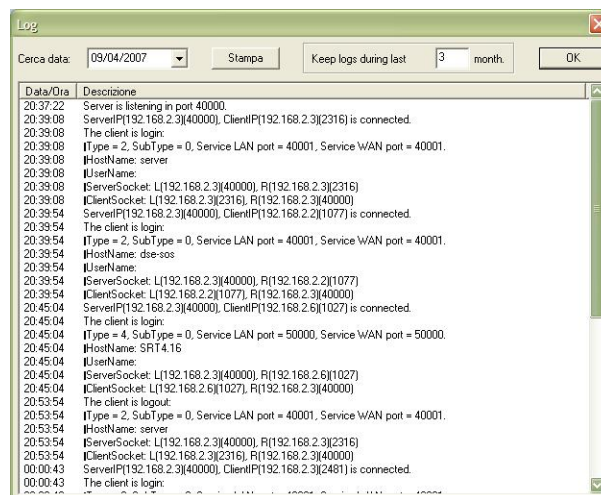 Log
Cerca data: 09/04/2007 Stampa Keep logs during last 3 month. OK
Data/Ora Descrizione
20:37:22 Server is listening in port 40000.
20:39:08 ServerIP(192.168.2.3)(40000), ClientIP(192.168.2.3)(2316) is connected.
20:39:08 The client is login:
20:39:08 |Type = 2, SubType = 0, Service LAN port = 40001, Service WAN port = 40001.
20:39:08 |HostName: server
20:39:08 |UserName:
20:39:08 |ServerSocket: L(192.168.2.3)(40000), R(192.168.2.3)(2316)
20:39:08 |ClientSocket: L(192.168.2.3)(2316), R(192.168.2.3)(40000)
20:39:54 ServerIP(192.168.2.3)(40000), ClientIP(192.168.2.2)(1077) is connected.
20:39:54 The client is login:
20:39:54 |Type = 2, SubType = 0, Service LAN port = 40001, Service WAN port = 40001.
20:39:54 |HostName: dse-sos
20:39:54 |UserName:
20:39:54 |ServerSocket: L(192.168.2.3)(40000), R(192.168.2.2)(1077)
20:39:54 |ClientSocket: L(192.168.2.2)(1077), R(192.168.2.3)(40000)
20:45:04 ServerIP(192.168.2.3)(40000), ClientIP(192.168.2.6)(1027) is connected.
20:45:04 The client is login:
20:45:04 |Type = 4, SubType = 0, Service LAN port = 50000, Service WAN port = 50000.
20:45:04 |HostName: SRT4.16
20:45:04 |UserName:
20:45:04 |ServerSocket: L(192.168.2.3)(40000), R(192.168.2.6)(1027)
20:45:04 |ClientSocket: L(192.168.2.6)(1027), R(192.168.2.3)(40000)
20:53:54 The client is logout:
20:53:54 |Type = 2, SubType = 0, Service LAN port = 40001, Service WAN port = 40001.
20:53:54 |HostName: server
20:53:54 |ServerSocket: L(192.168.2.3)(40000), R(192.168.2.3)(2316)
20:53:54 |ClientSocket: L(192.168.2.3)(2316), R(192.168.2.3)(40000)
00:00:43 ServerIP(192.168.2.3)(40000), ClientIP(192.168.2.3)(2481) is connected.
00:00:43 The client is login: